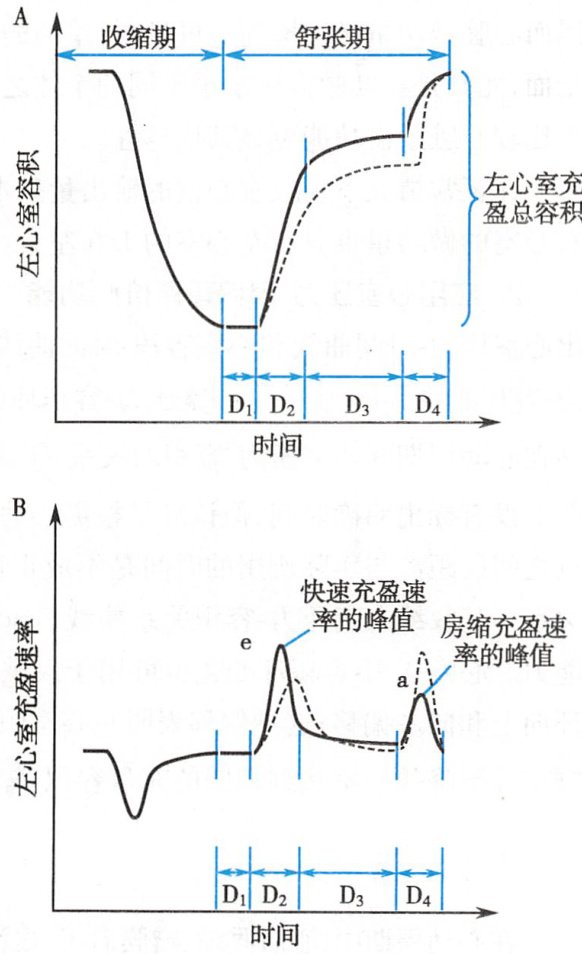 A
收缩期
舒张期
左心室容积
左心室充
盈总容积
D₁
D₂
D₃
D₄
时间
B
快速充盈速
率的峰值
e
房缩充盈速
率的峰值
a
左心室充盈速率
D₁
D₂
D₃
D₄
时间